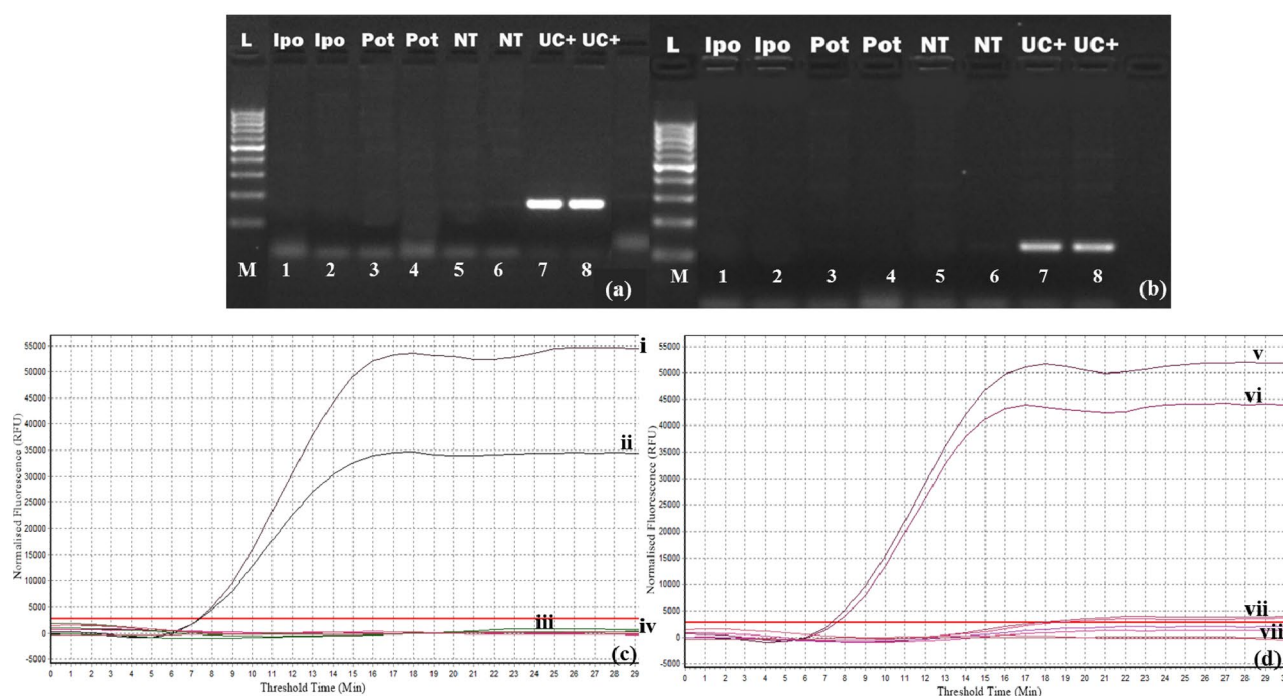 L Ipo Ipo Pot Pot NT NT UC+ UC+
M 1 2 3 4 5 6 7 8 (a)
L Ipo Ipo Pot Pot NT NT UC+ UC+
M 1 2 3 4 5 6 7 8 (b)
Normalised Fluorescence (RFU)
55000
50000
45000
40000
35000
30000
25000
20000
15000
10000
5000
0
-5000
i
ii
iii
iv
(c)
0 1 2 3 4 5 6 7 8 9 10 11 12 13 14 15 16 17 18 19 20 21 22 23 24 25 26 27 28 29
Threshold Time (Min)
Normalised Fluorescence (RFU)
55000
50000
45000
40000
35000
30000
25000
20000
15000
10000
5000
0
-5000
v
vi
vii
vii
(d)
0 1 2 3 4 5 6 7 8 9 10 11 12 13 14 15 16 17 18 19 20 21 22 23 24 25 26 27 28 29
Threshold Time (Min)